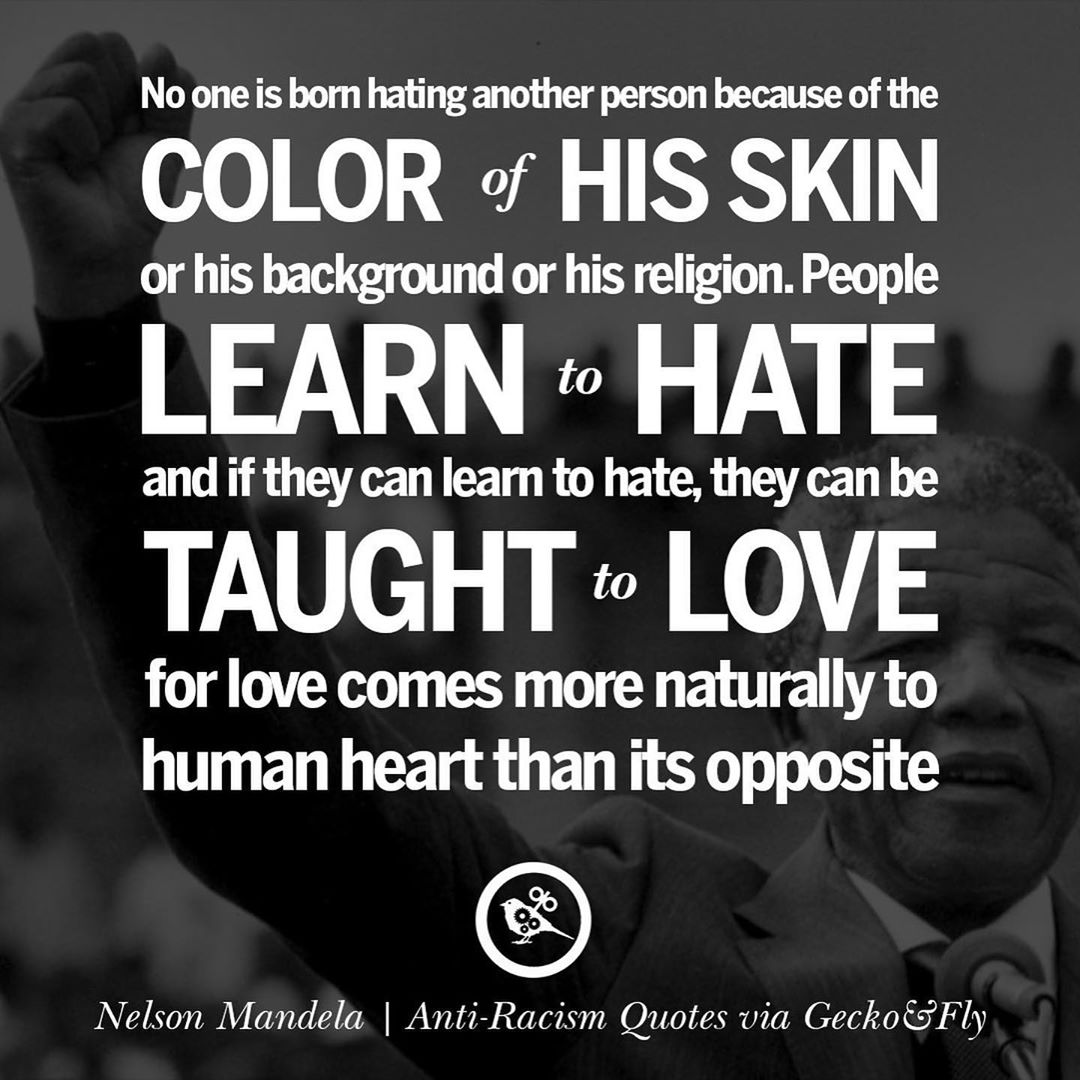 No one is born hating another person because of the
COLOR of HIS SKIN
or his background or his religion. People
LEARN to HATE
and if they can learn to hate, they can be
TAUGHT to LOVE
for love comes more naturally to
human heart than its opposite
Nelson Mandela | Anti-Racism Quotes via Gecko&Fly